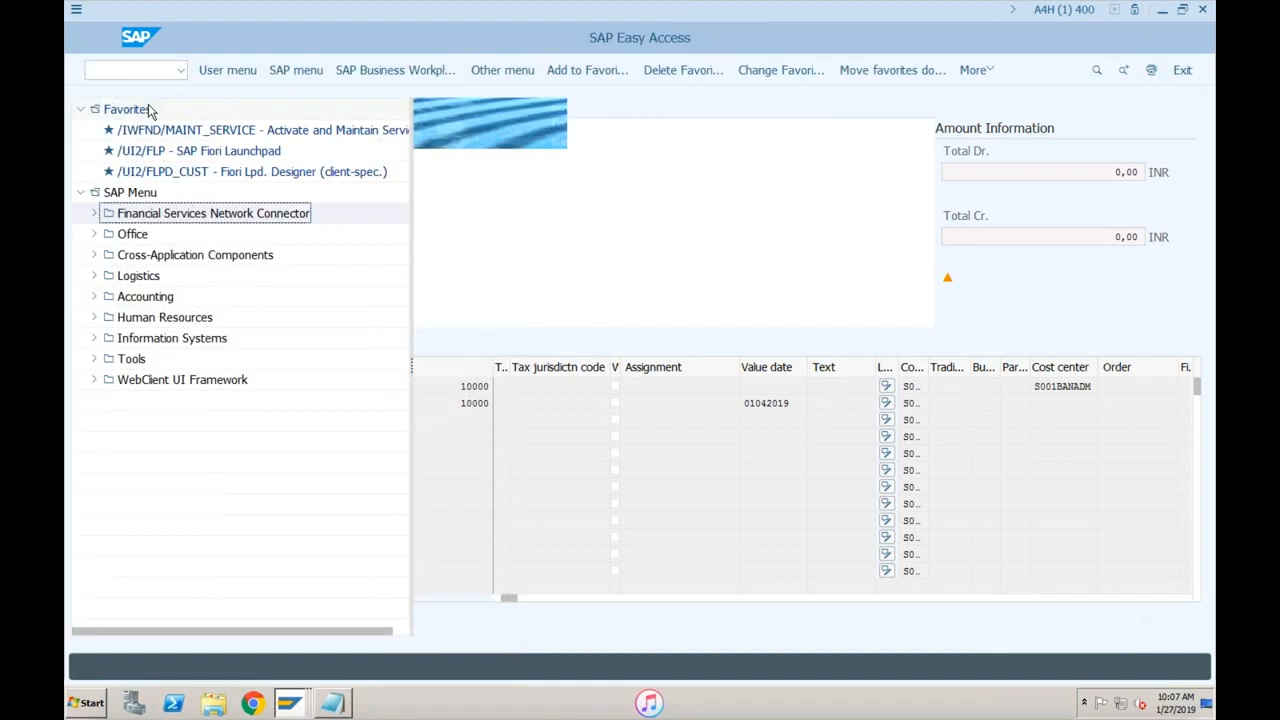 A4H (1) 400
SAP
SAP Easy Access
User menu SAP menu SAP Business Workpl... Other menu Add to Favori... Delete Favori... Change Favori... Move favorites do... More Exit
Favorites
/IWFND/MAINT_SERVICE - Activate and Maintain Servi
/UI2/FLP - SAP Fiori Launchpad
/UI2/FLPD_CUST - Fiori Lpd. Designer (client-spec.)
SAP Menu
Financial Services Network Connector
Office
Cross-Application Components
Logistics
Accounting
Human Resources
Information Systems
Tools
WebClient UI Framework
Amount Information
Total Dr.
0,00 INR
Total Cr.
0,00 INR
T.. Tax jurisdictn code V Assignment Value date Text L... Co... Tradi... Bu... Par... Cost center Order Fi.
10000 S0.. S001BANADM
10000 01042019 S0..
S0..
S0..
S0..
S0..
S0..
S0..
S0..
S0..
S0..
S0..
Start 10:07 AM
1/27/2019